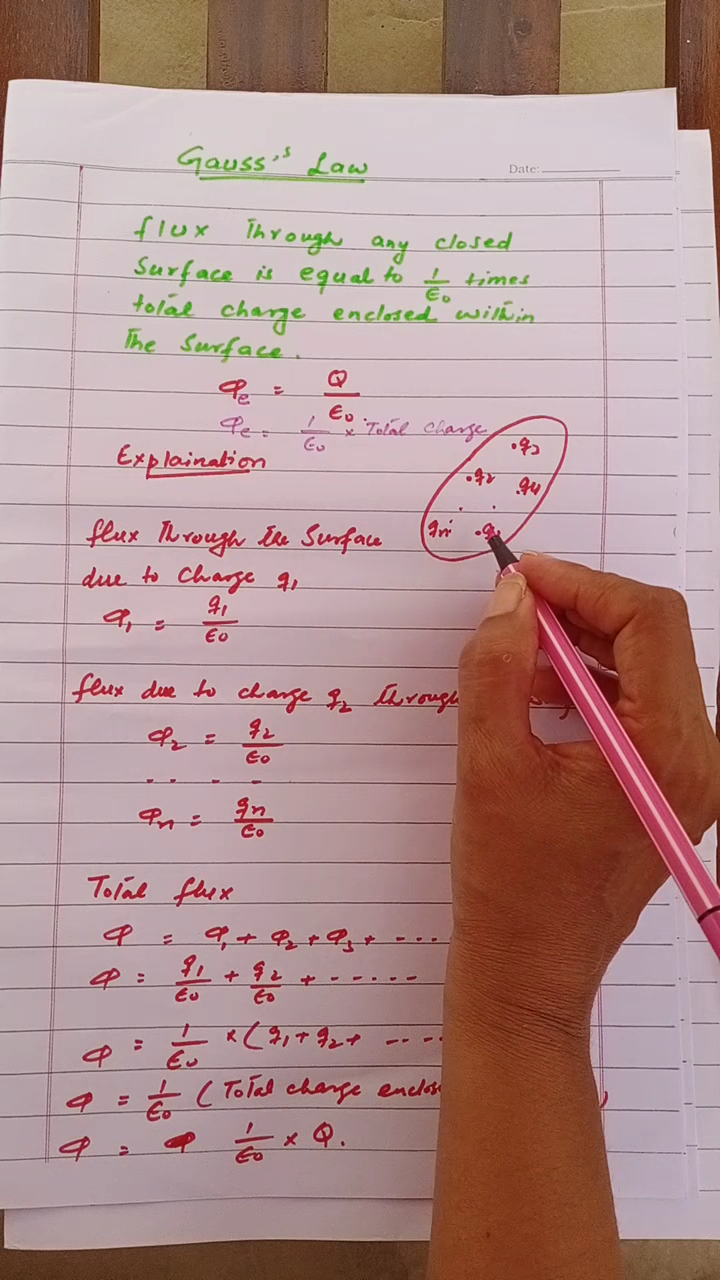 Gauss's Law
Date:
flux Through any closed
Surface is equal to 1/ε0 times
total charge enclosed within
The Surface.
Φe = Q/ε0.
Φe = 1/ε0 × Total Charge
Explaination
.q3
.q2
.q4
qn
flux Through the Surface
due to charge q1
Φ1 = q1/ε0
flux due to charge q2 Through
Φ2 = q2/ε0
- - - -
Φn = qn/ε0
Total flux
Φ = Φ1 + Φ2 + Φ3 + ----
Φ = q1/ε0 + q2/ε0 + ------
Φ = 1/ε0 × (q1 + q2 + ----
Φ = 1/ε0 (Total charge )
Φ = 1/ε0 × Q.